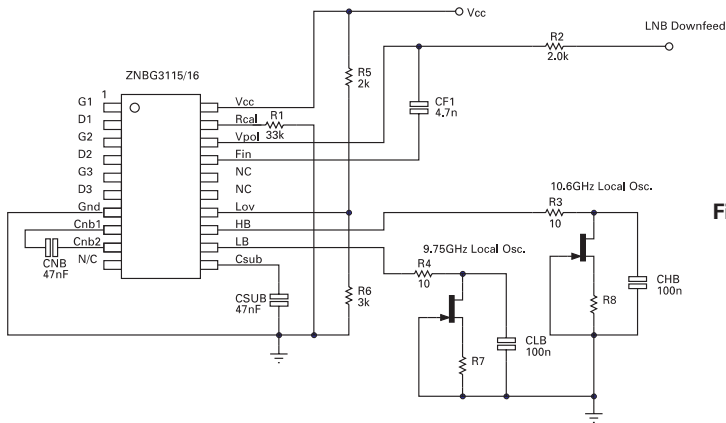 Vcc
LNB Downfeed
R2
2.0k
ZNBG3115/16
R5
2k
1
G1
D1
G2
D2
G3
D3
Gnd
Cnb1
Cnb2
N/C
Vcc
Rcal
Vpol
Fin
NC
NC
Lov
HB
LB
Csub
R1
33k
CF1
4.7n
CNB
47nF
CSUB
47nF
R6
3k
10.6GHz Local Osc.
R3
10
Fi
9.75GHz Local Osc.
R4
10
CHB
100n
R8
CLB
100n
R7